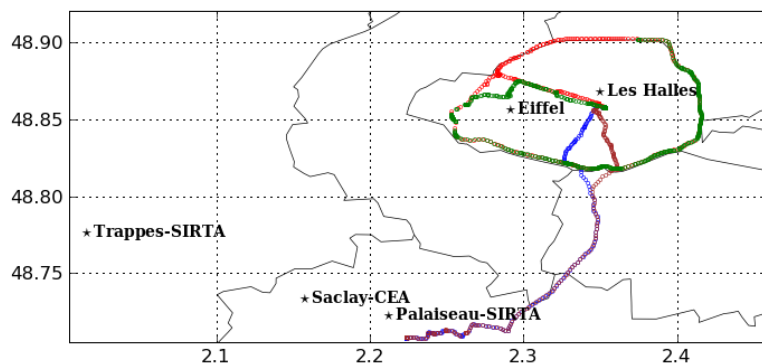 48.90
48.85
48.80
48.75
Les Halles
Eiffel
Trappes-SIRTA
Saclay-CEA
Palaiseau-SIRTA
2.1 2.2 2.3 2.4